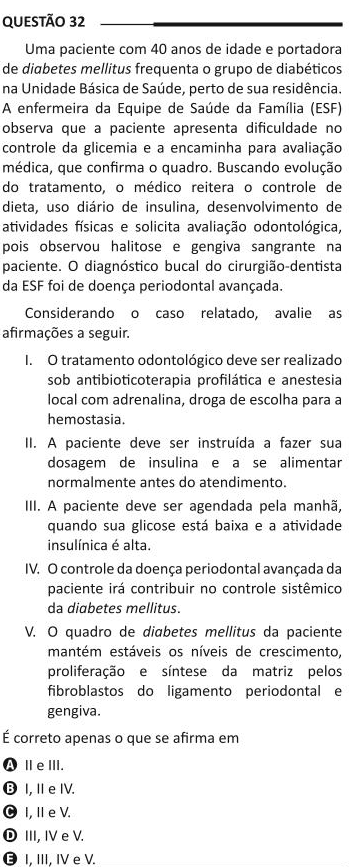 QUESTÃO 32
Uma paciente com 40 anos de idade e portadora
de diabetes mellitus frequenta o grupo de diabéticos
na Unidade Básica de Saúde, perto de sua residência.
A enfermeira da Equipe de Saúde da Família (ESF)
observa que a paciente apresenta dificuldade no
controle da glicemia e a encaminha para avaliação
médica, que confirma o quadro. Buscando evolução
do tratamento, o médico reitera o controle de
dieta, uso diário de insulina, desenvolvimento de
atividades físicas e solicita avaliação odontológica,
pois observou halitose e gengiva sangrante na
paciente. O diagnóstico bucal do cirurgião-dentista
da ESF foi de doença periodontal avançada.
Considerando o caso relatado, avalie as
afirmações a seguir.
I. O tratamento odontológico deve ser realizado
sob antibioticoterapia profilática e anestesia
local com adrenalina, droga de escolha para a
hemostasia.
II. A paciente deve ser instruída a fazer sua
dosagem de insulina e a se alimentar
normalmente antes do atendimento.
III. A paciente deve ser agendada pela manhã,
quando sua glicose está baixa e a atividade
insulínica é alta.
IV. O controle da doença periodontal avançada da
paciente irá contribuir no controle sistêmico
da diabetes mellitus.
V. O quadro de diabetes mellitus da paciente
mantém estáveis os níveis de crescimento,
proliferação e síntese da matriz pelos
fibroblastos do ligamento periodontal e
gengiva.
É correto apenas o que se afirma em
A II e III.
B I, II e IV.
C I, II e V.
D III, IV e V.
E I, III, IV e V.